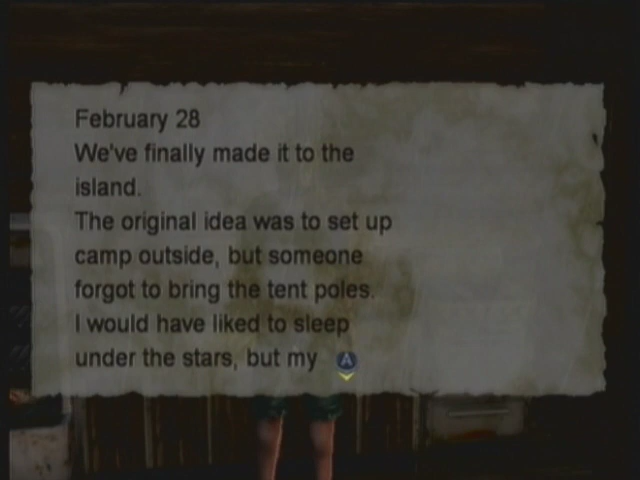 February 28
We've finally made it to the
island.
The original idea was to set up
camp outside, but someone
forgot to bring the tent poles.
I would have liked to sleep
under the stars, but my A